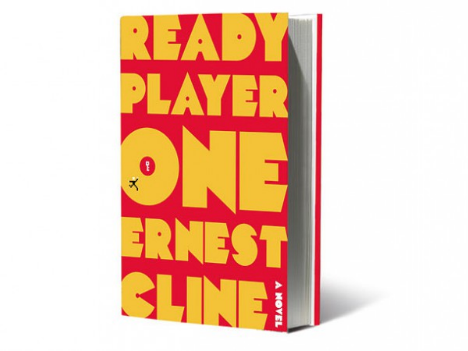 READY
PLAYER
ONE
ERNEST
CLINE
A NOVEL